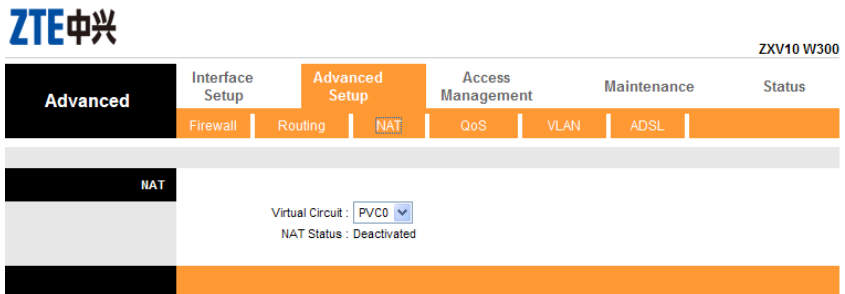 ZTE中兴
ZXV10 W300
Advanced
Interface Setup
Advanced Setup
Access Management
Maintenance
Status
Firewall
Routing
NAT
QoS
VLAN
ADSL
NAT
Virtual Circuit : PVC0
NAT Status : Deactivated